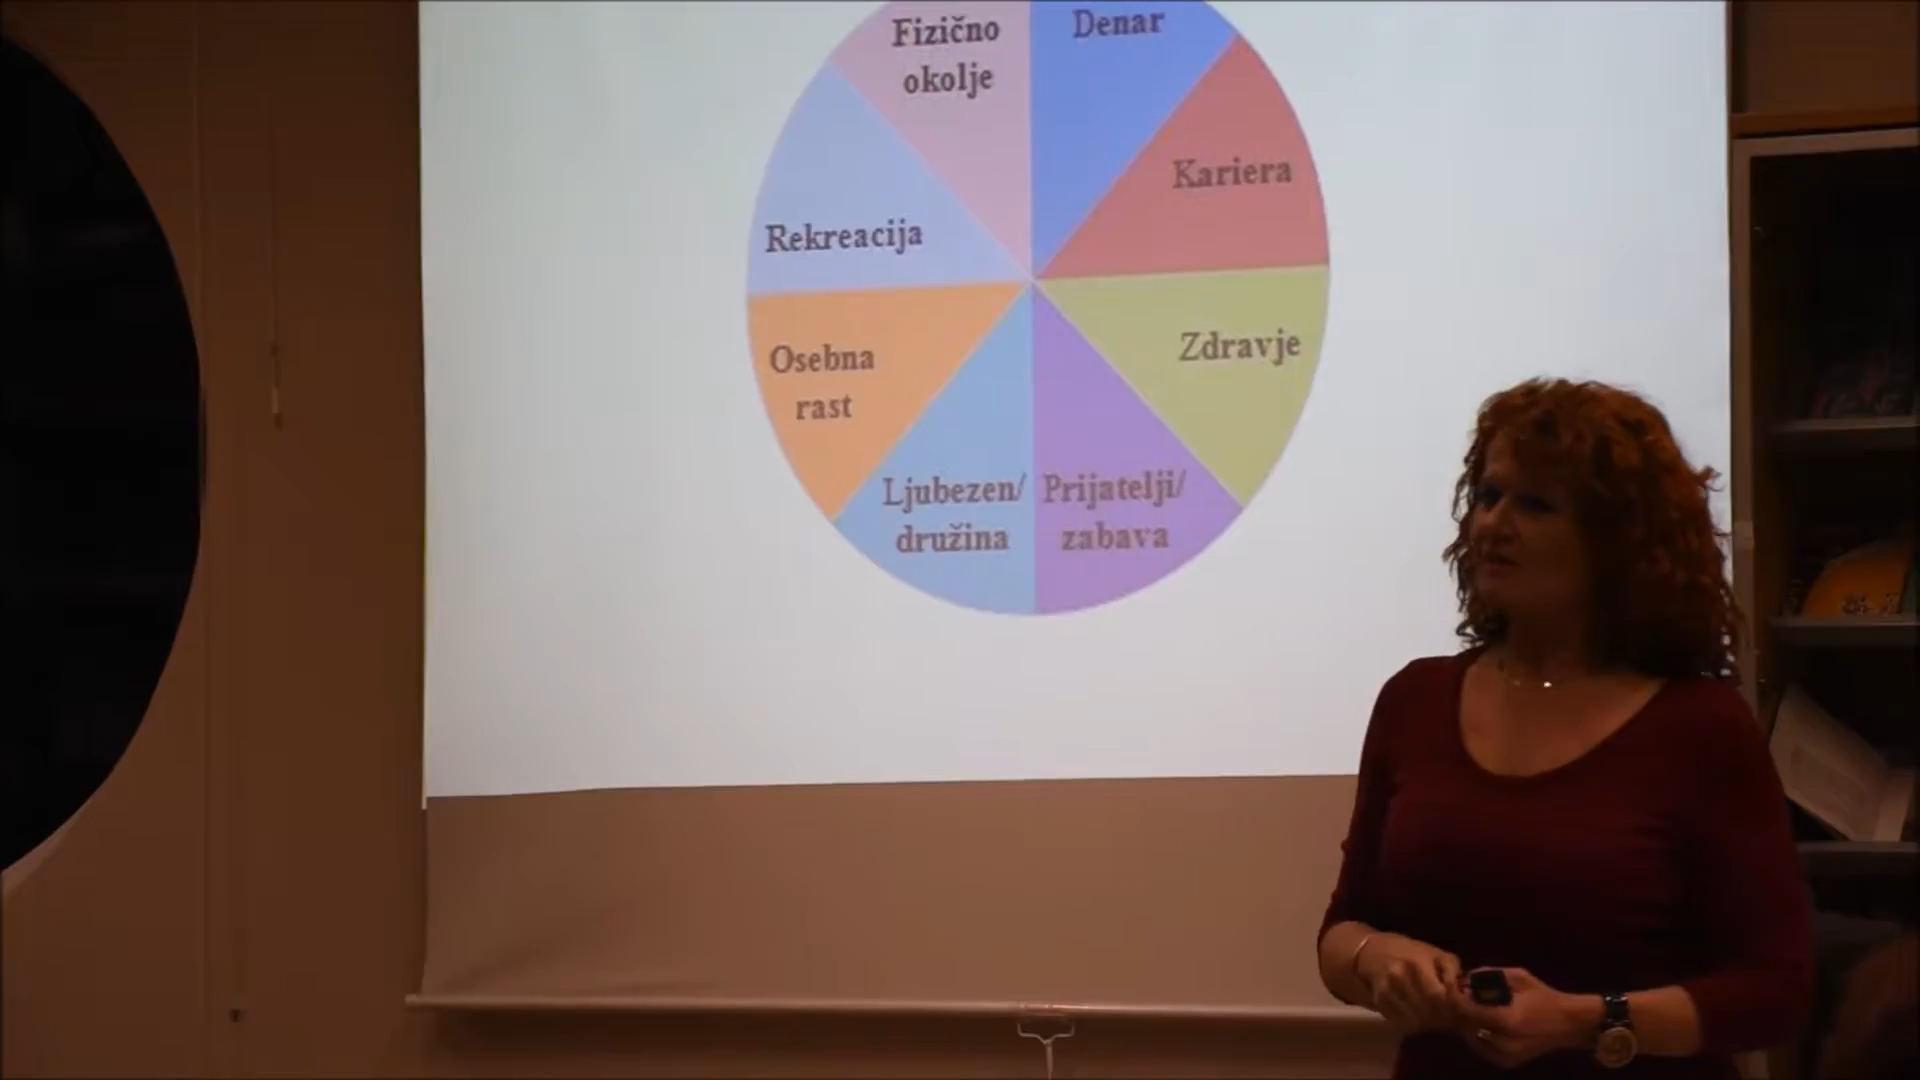 Fizično
okolje
Denar
Kariera
Rekreacija
Zdravje
Osebna
rast
Ljubezen/
družina
Prijatelji/
zabava